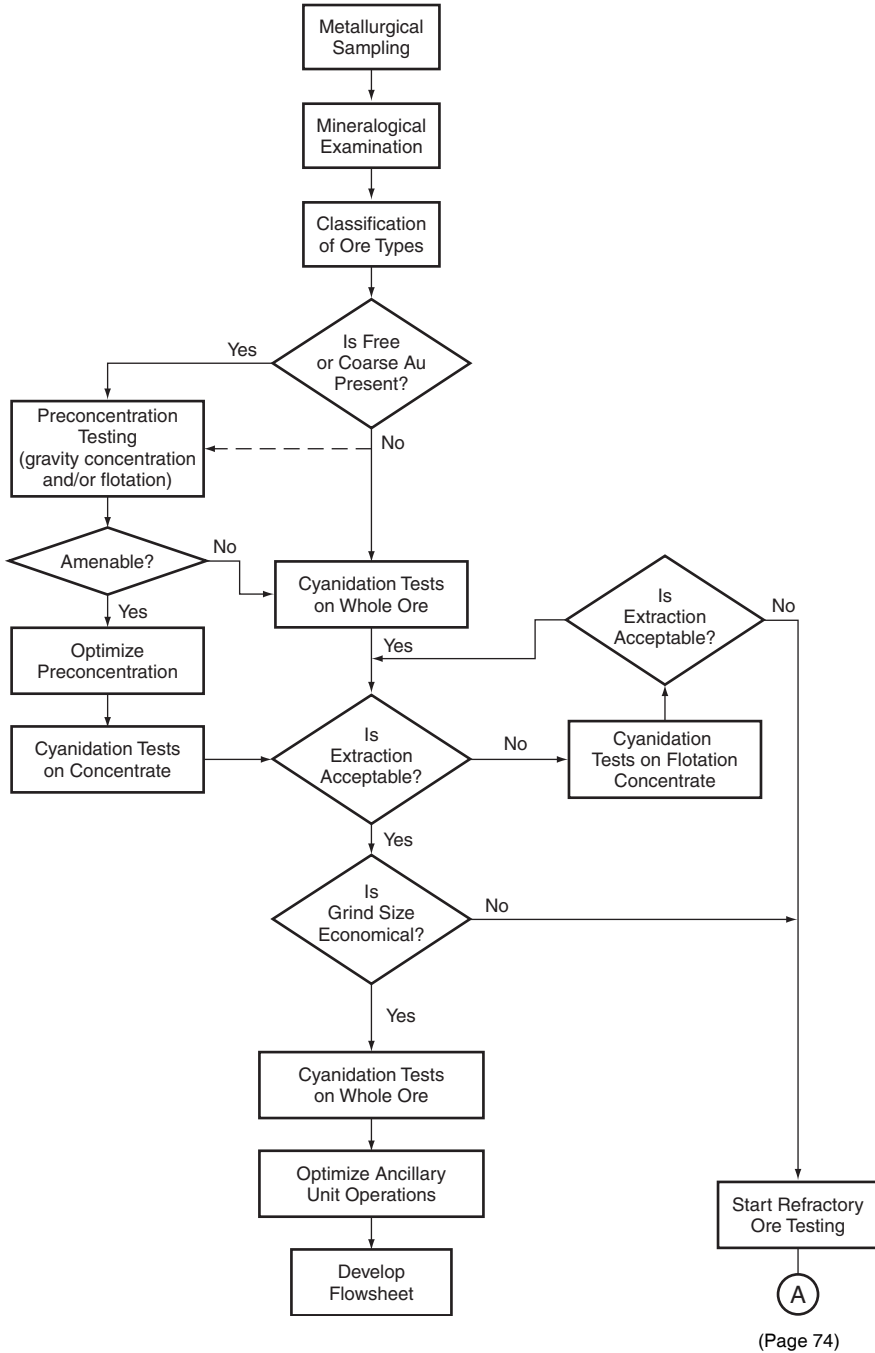 Metallurgical
Sampling
Mineralogical
Examination
Classification
of Ore Types
Is Free
or Coarse Au
Present?
Yes
No
Preconcentration
Testing
(gravity concentration
and/or flotation)
Amenable?
No
Yes
Cyanidation Tests
on Whole Ore
Is
Extraction
Acceptable?
No
Yes
Optimize
Preconcentration
Cyanidation Tests
on Concentrate
Is
Extraction
Acceptable?
No
Yes
Cyanidation
Tests on Flotation
Concentrate
Is
Grind Size
Economical?
No
Yes
Cyanidation Tests
on Whole Ore
Optimize Ancillary
Unit Operations
Develop
Flowsheet
Start Refractory
Ore Testing
A
(Page 74)